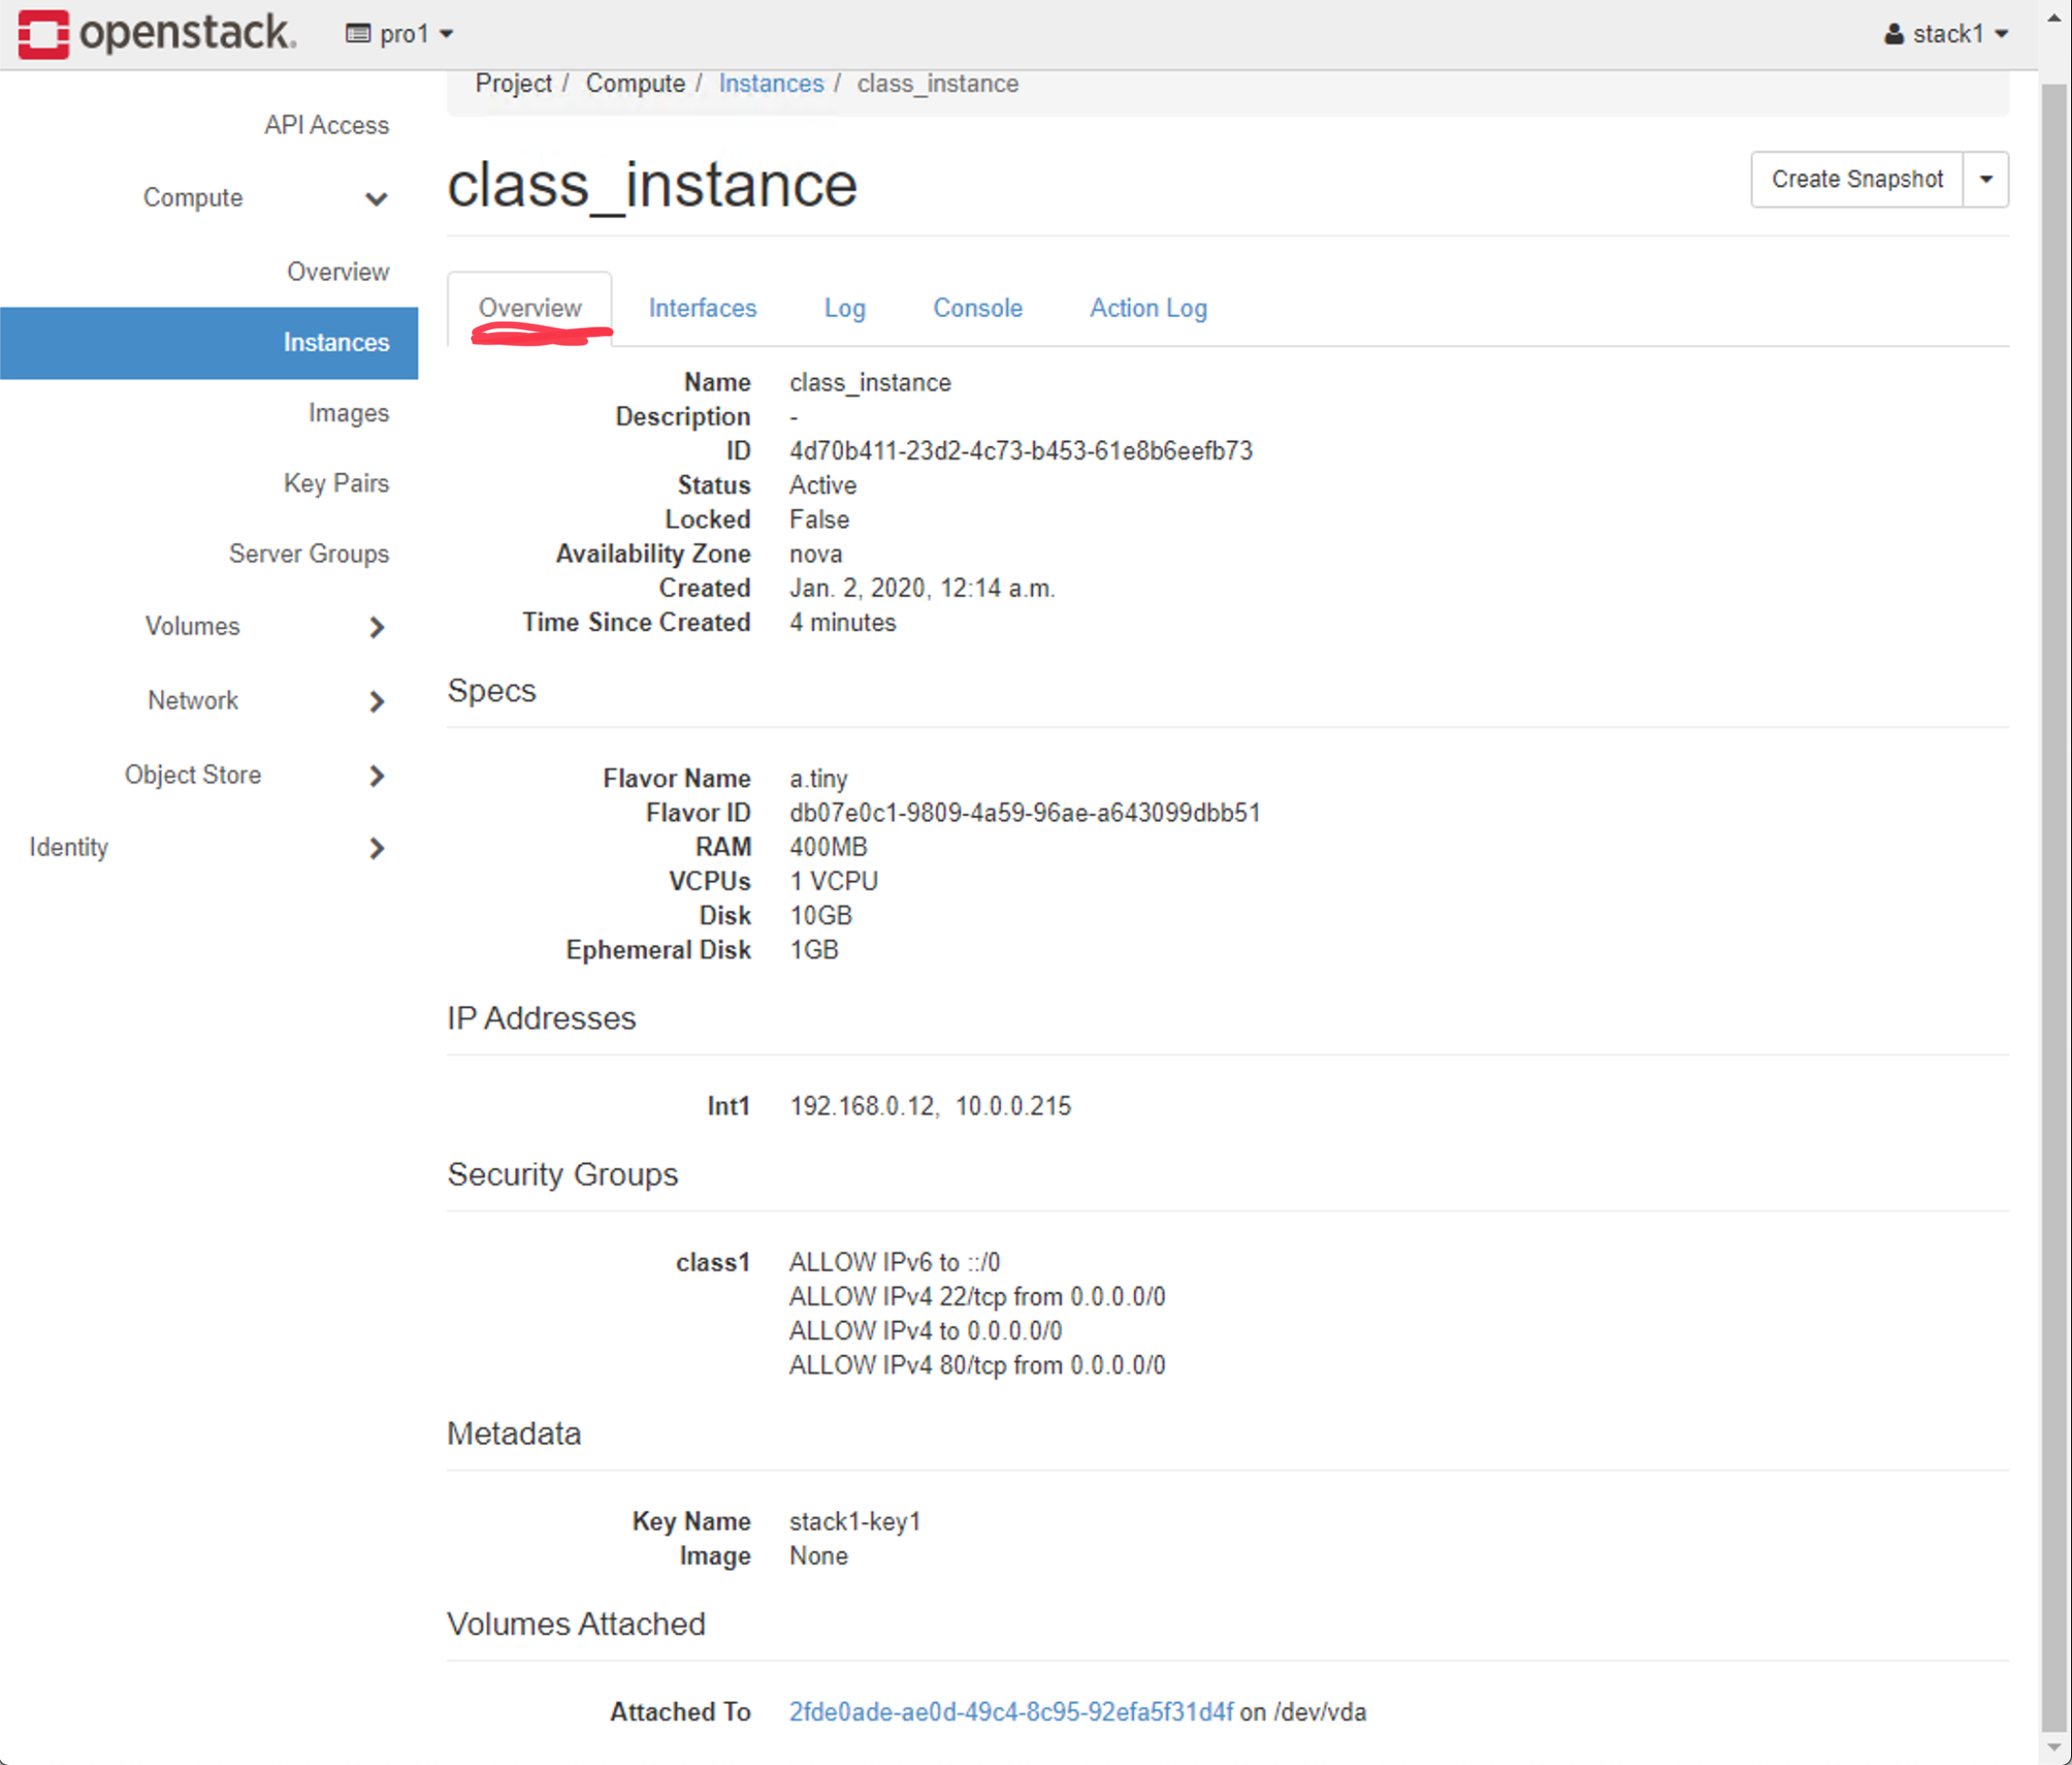 openstack. pro1 stack1
Project / Compute / Instances / class_instance
API Access
Compute
Overview
Instances
Images
Key Pairs
Server Groups
Volumes
Network
Object Store
Identity
class_instance
Create Snapshot
Overview Interfaces Log Console Action Log
Name class_instance
Description -
ID 4d70b411-23d2-4c73-b453-61e8b6eefb73
Status Active
Locked False
Availability Zone nova
Created Jan. 2, 2020, 12:14 a.m.
Time Since Created 4 minutes
Specs
Flavor Name a.tiny
Flavor ID db07e0c1-9809-4a59-96ae-a643099dbb51
RAM 400MB
VCPUs 1 VCPU
Disk 10GB
Ephemeral Disk 1GB
IP Addresses
Int1 192.168.0.12, 10.0.0.215
Security Groups
class1 ALLOW IPv6 to ::/0
ALLOW IPv4 22/tcp from 0.0.0.0/0
ALLOW IPv4 to 0.0.0.0/0
ALLOW IPv4 80/tcp from 0.0.0.0/0
Metadata
Key Name stack1-key1
Image None
Volumes Attached
Attached To 2fde0ade-ae0d-49c4-8c95-92efa5f31d4f on /dev/vda